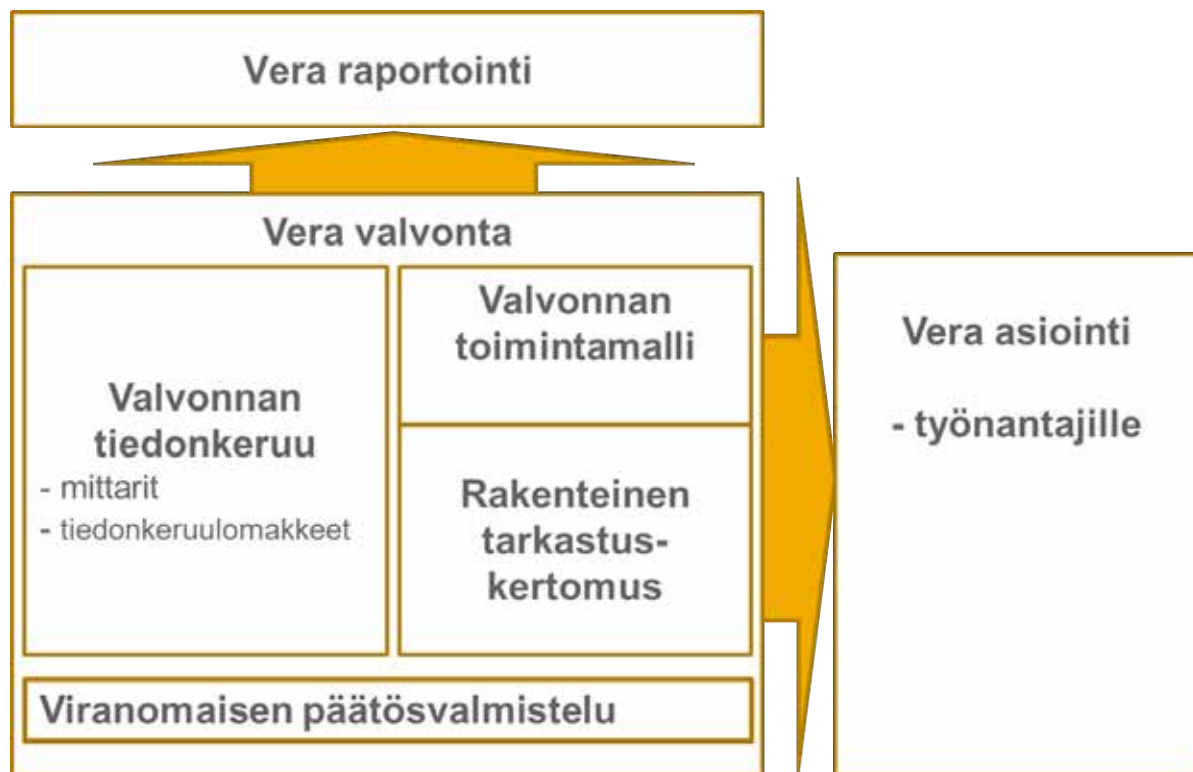 Vera raportointi
Vera valvonta
Valvonnan
tiedonkeruu
- mittarit
- tiedonkeruulomakkeet
Valvonnan
toimintamalli
Rakenteinen
tarkastus-
kertomus
Viranomaisen päätösvalmistelu
Vera asiointi
- työnantajille